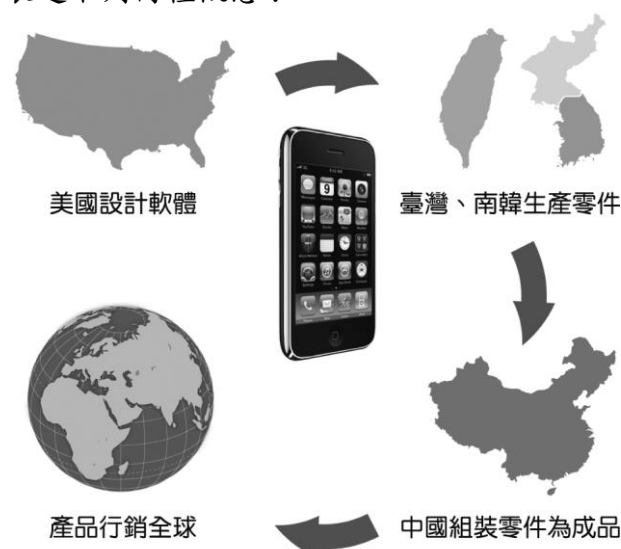 美國設計軟體
臺灣、南韓生產零件
中國組裝零件為成品
產品行銷全球